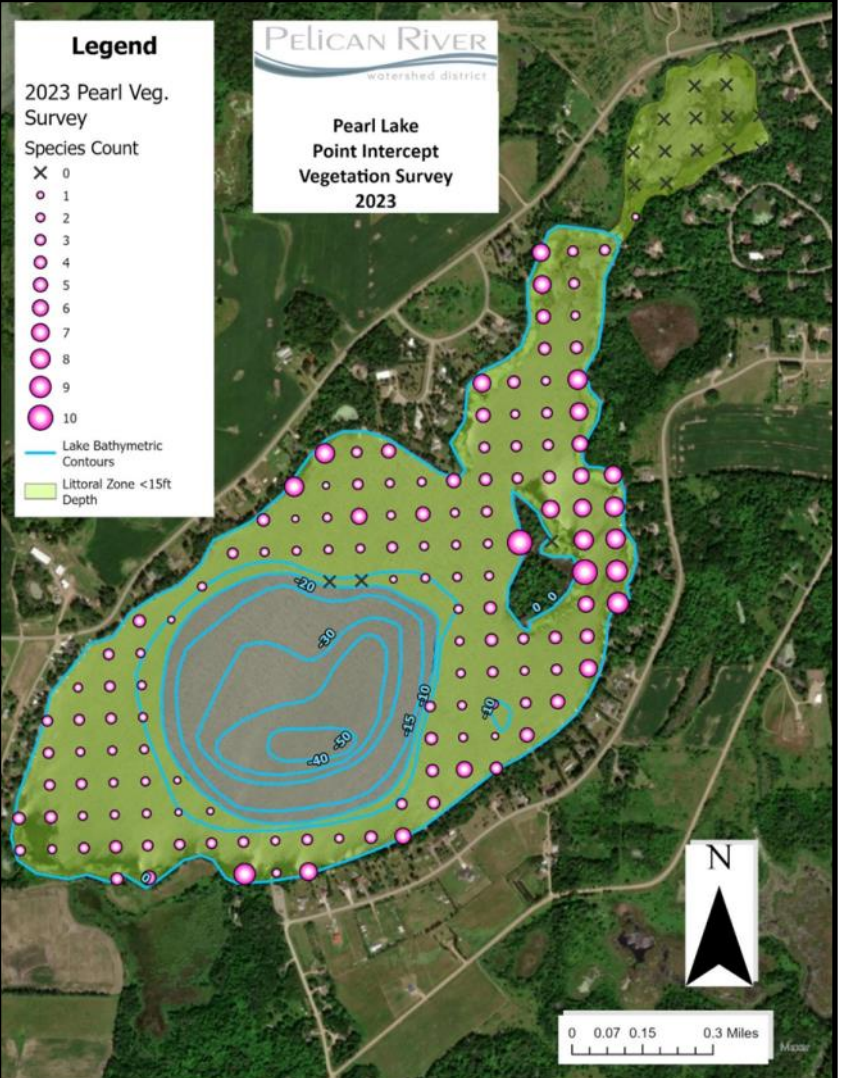 Legend
2023 Pearl Veg.
Survey
Species Count
0
1
2
3
4
5
6
7
8
9
10
Lake Bathymetric
Contours
Littoral Zone <15ft
Depth
PELICAN RIVER
watershed district
Pearl Lake
Point Intercept
Vegetation Survey
2023
-20
-30
0 0
-10
-15
-10
-50
-40
0
N
0 0.07 0.15 0.3 Miles
Maxar